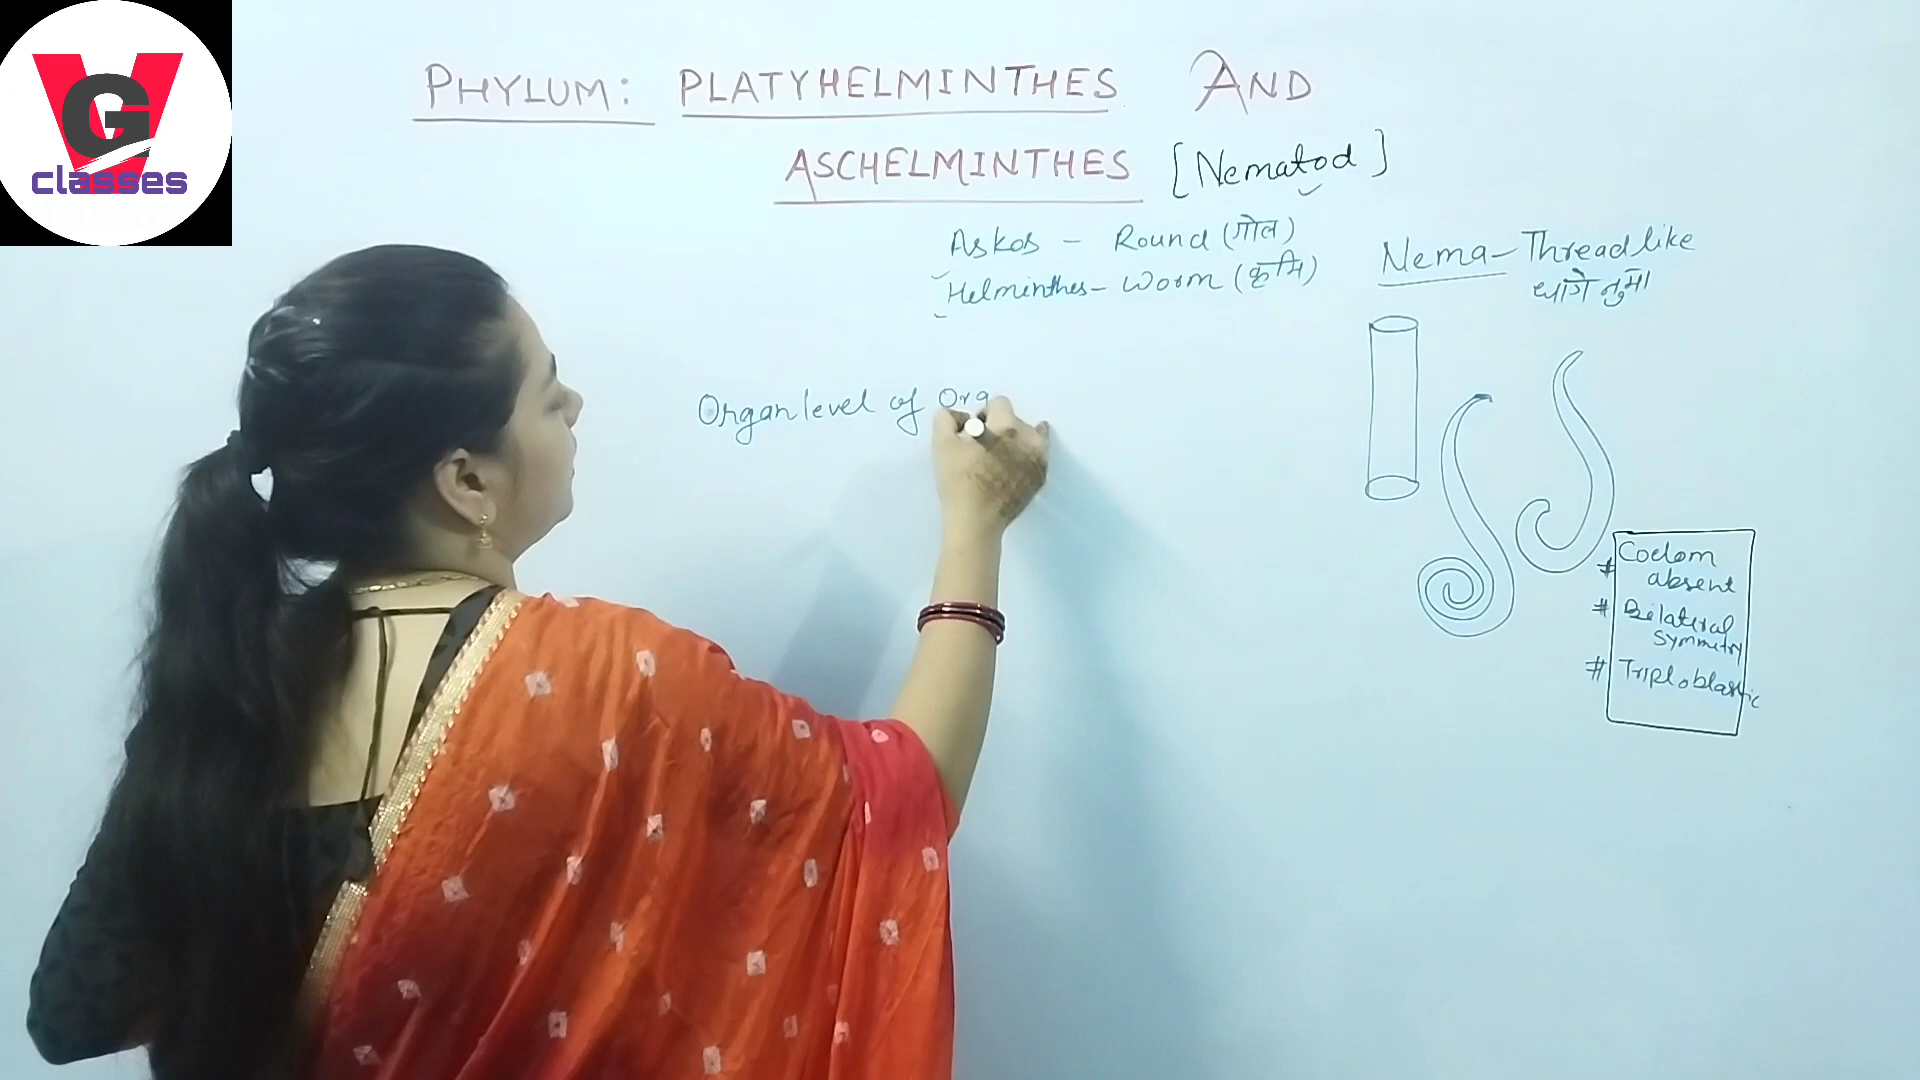 VG
classes
PHYLUM: PLATYHELMINTHES AND
ASCHELMINTHES [Nematod]
Askos - Round (गोल)
Helminthes - Worm (कृमि)
Nema - Thread like
धागे नुमा
Organ level of Org
# Coelom
absent
# Bilateral
symmetry
# Triploblastic